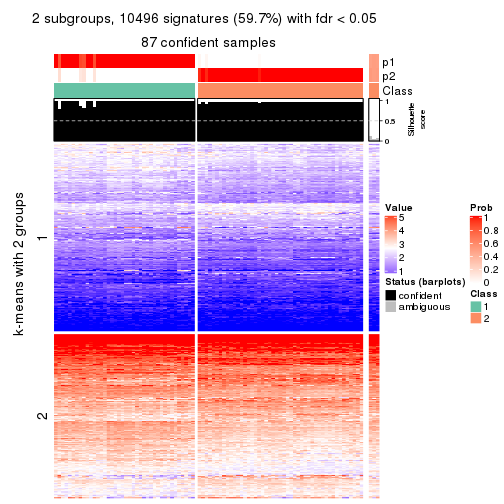 2 subgroups, 10496 signatures (59.7%) with fdr < 0.05
87 confident samples
p1
p2
Class
1
0.5
0
Silhouette
score
k-means with 2 groups
1
2
Value
5
4
3
2
1
Status (barplots)
confident
ambiguous
Prob
1
0.8
0.6
0.4
0.2
0
Class
1
2